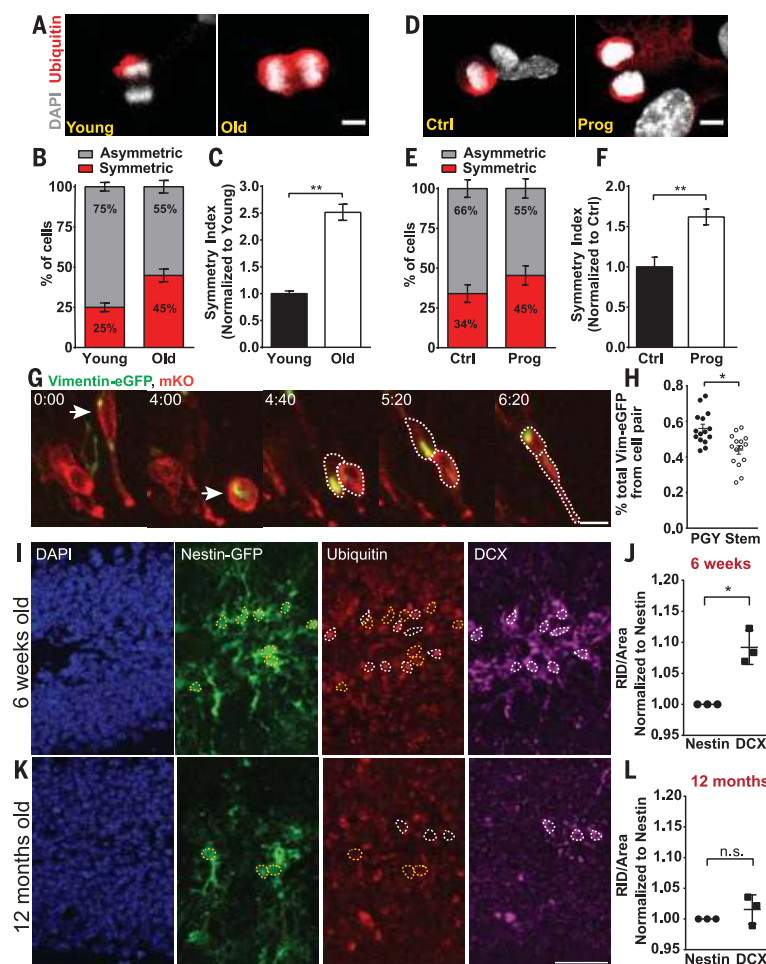 A
DAPI Ubiquitin
Young
Old
D
Ctrl
Prog
B
Asymmetric
Symmetric
% of cells
100
75
50
25
0
75%
55%
25%
45%
Young Old
C
Symmetry Index
(Normalized to Young)
3.0
2.5
2.0
1.5
1.0
0.5
0.0
**
Young Old
E
Asymmetric
Symmetric
% of cells
100
75
50
25
0
66%
55%
34%
45%
Ctrl Prog
F
Symmetry Index
(Normalized to Ctrl)
2.0
1.5
1.0
0.5
0.0
**
Ctrl Prog
G Vimentin-eGFP, mKO
0:00
4:00
4:40
5:20
6:20
H
% total Vim-eGFP
from cell pair
0.8
0.6
0.4
0.2
0.0
*
PGY Stem
I
6 weeks old
DAPI
Nestin-GFP
Ubiquitin
DCX
J
6 weeks
RID/Area
Normalized to Nestin
1.20
1.15
1.10
1.05
1.00
0.95
*
Nestin DCX
K
12 months old
L
12 months
RID/Area
Normalized to Nestin
1.20
1.15
1.10
1.05
1.00
0.95
n.s.
Nestin DCX